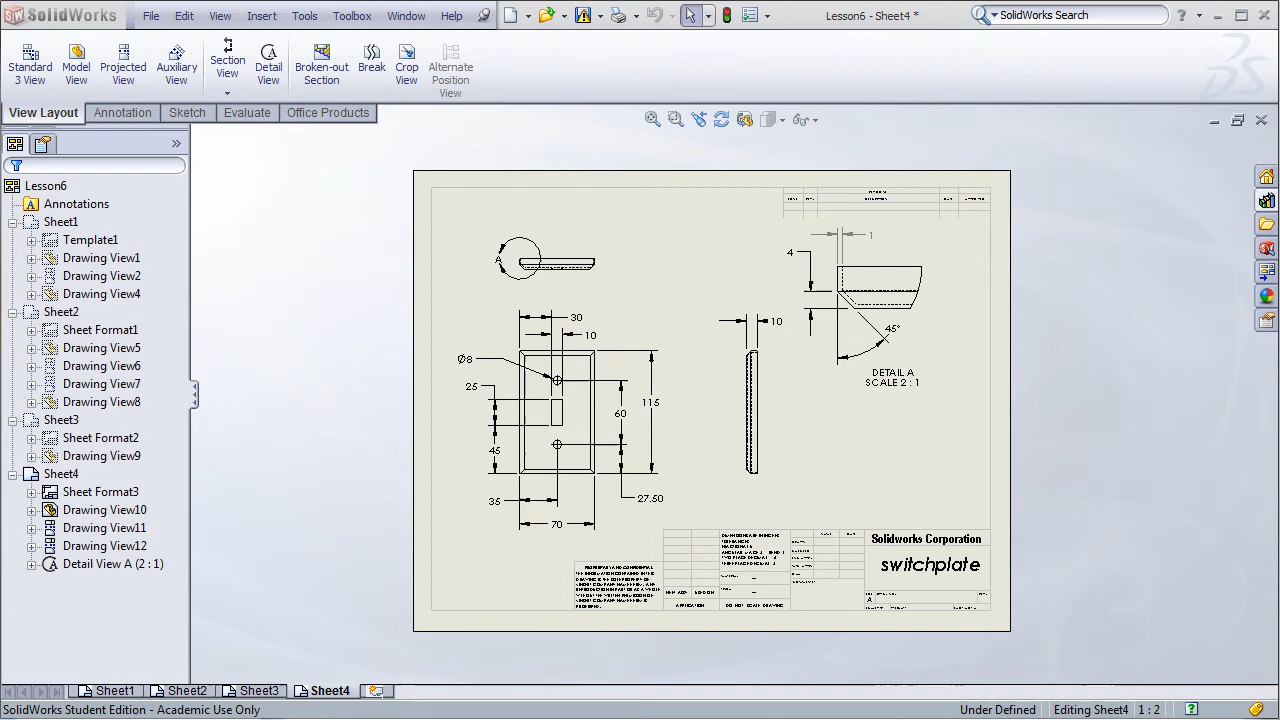 SolidWorks File Edit View Insert Tools Toolbox Window Help Lesson6 - Sheet4 * SolidWorks Search ?
Standard 3 View
Model View
Projected View
Auxiliary View
Section View
Detail View
Broken-out Section
Break
Crop View
Alternate Position View
View Layout Annotation Sketch Evaluate Office Products
Lesson6
Annotations
Sheet1
Template1
Drawing View1
Drawing View2
Drawing View4
Sheet2
Sheet Format1
Drawing View5
Drawing View6
Drawing View7
Drawing View8
Sheet3
Sheet Format2
Drawing View9
Sheet4
Sheet Format3
Drawing View10
Drawing View11
Drawing View12
Detail View A (2 : 1)
A
1
4
45°
DETAIL A
SCALE 2 : 1
30
10
10
Ø8
25
60
115
45
35
27.50
70
Solidworks Corporation
switchplate
A
APPLICATION
DO NOT SCALE DRAWING
Sheet1 Sheet2 Sheet3 Sheet4
SolidWorks Student Edition - Academic Use Only Under Defined Editing Sheet4 1 : 2